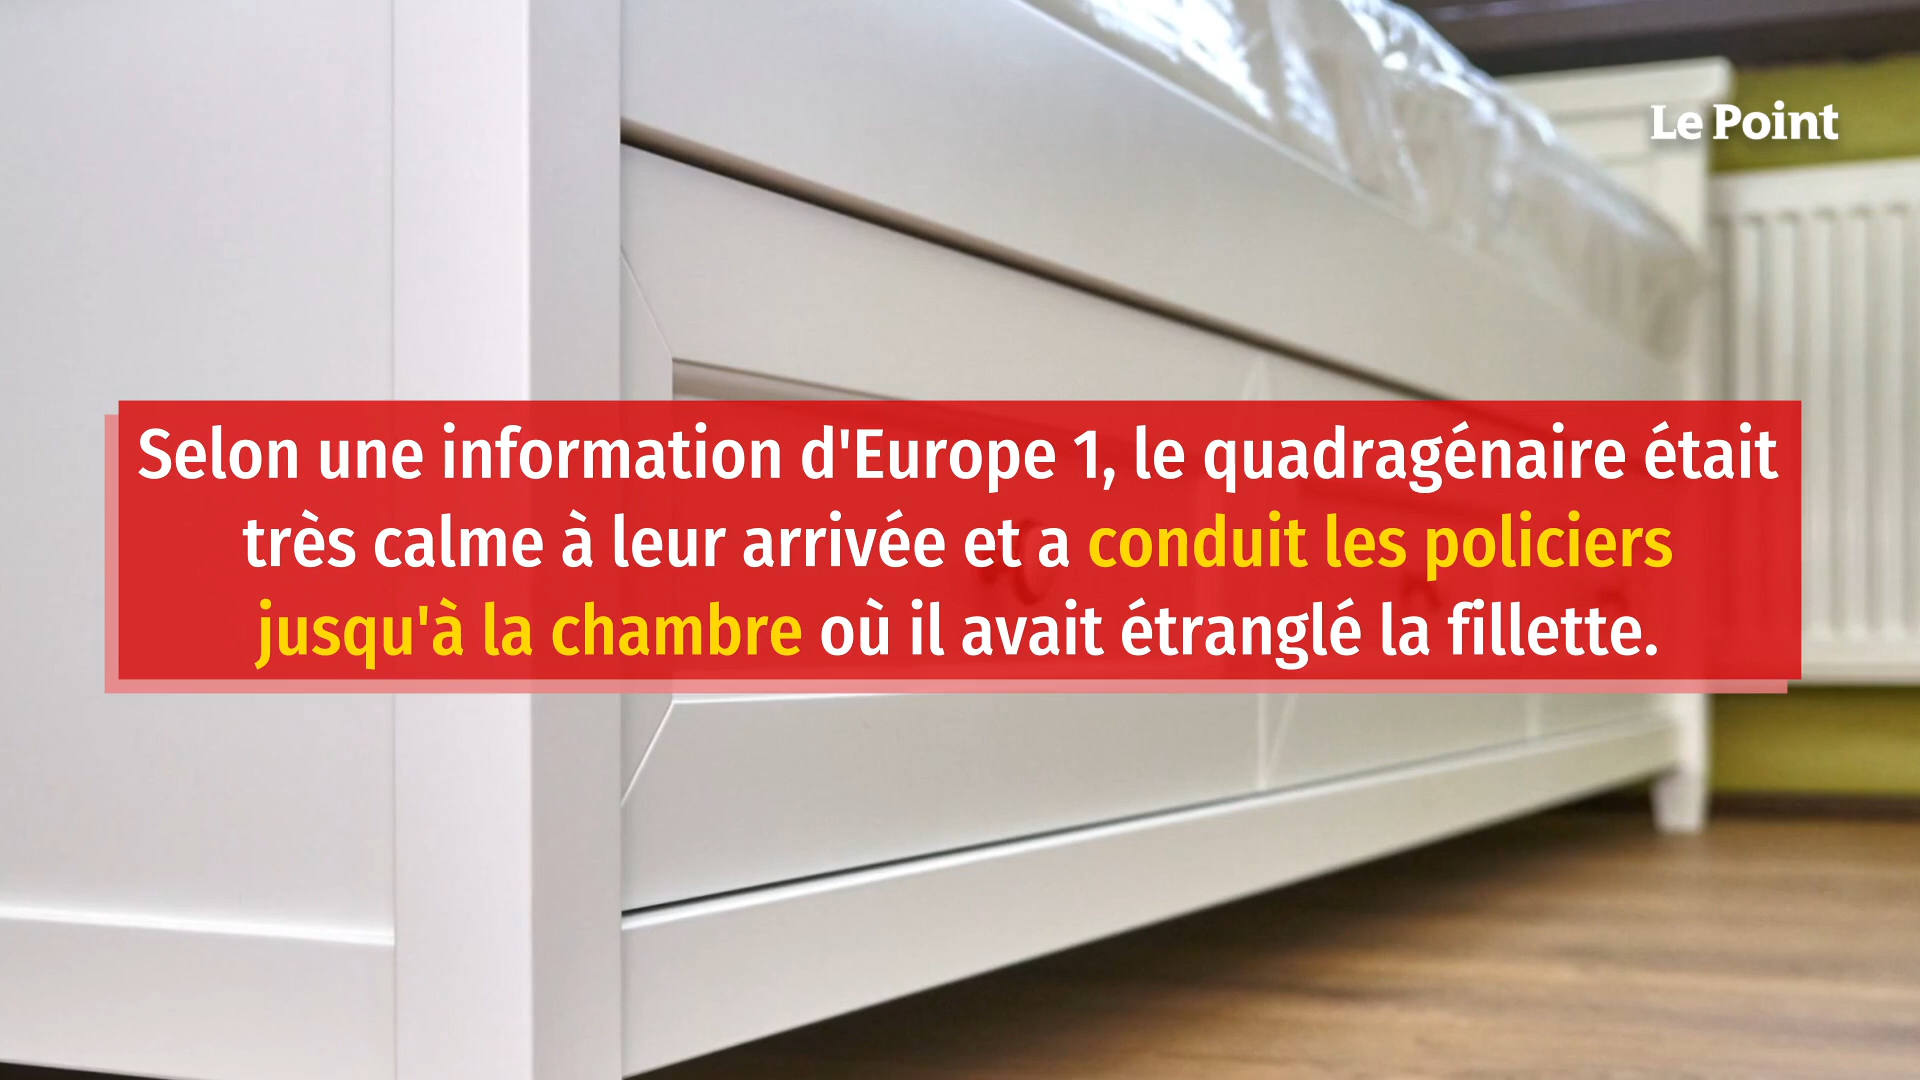 Le Point
Selon une information d'Europe 1, le quadragénaire était
très calme à leur arrivée et a conduit les policiers
jusqu'à la chambre où il avait étranglé la fillette.